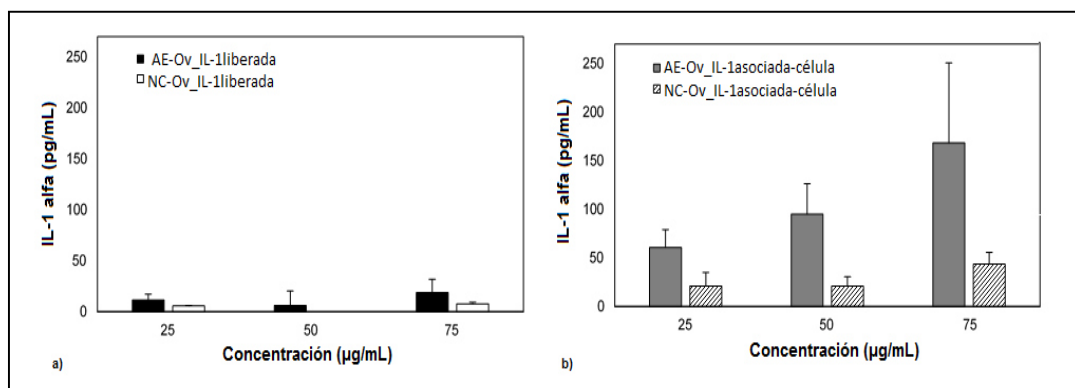 AE-Ov_IL-1liberada
NC-Ov_IL-1liberada
IL-1 alfa (pg/mL)
250
200
150
100
50
0
25 50 75
Concentración (µg/mL)
a)
AE-Ov_IL-1asociada-célula
NC-Ov_IL-1asociada-célula
IL-1 alfa (pg/mL)
250
200
150
100
50
0
25 50 75
Concentración (µg/mL)
b)